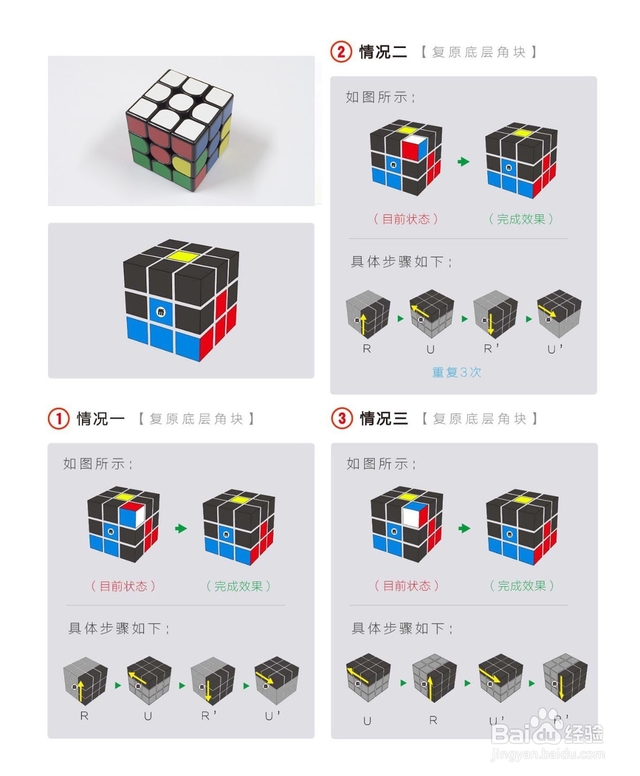 ② 情况二 【复原底层角块】
如图所示：
（目前状态） （完成效果）
具体步骤如下：
R U R' U'
重复3次
① 情况一 【复原底层角块】
如图所示：
（目前状态） （完成效果）
具体步骤如下：
R U R' U'
③ 情况三 【复原底层角块】
如图所示：
（目前状态） （完成效果）
具体步骤如下：
U R U' R'
Baidu经验
jingyan.baidu.com